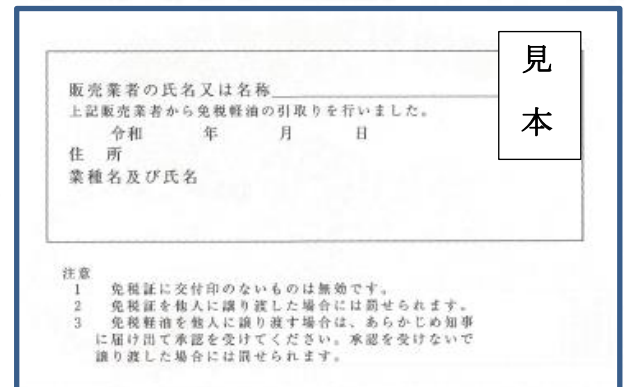 見本
販売業者の氏名又は名称
上記販売業者から免税軽油の引取りを行いました。
令和 年 月 日
住 所
業種名及び氏名
注意
1 免税証に交付印のないものは無効です。
2 免税証を他人に譲り渡した場合には罰せられます。
3 免税軽油を他人に譲り渡す場合は、あらかじめ知事
に届け出て承認を受けてください。承認を受けないで
譲り渡した場合には罰せられます。